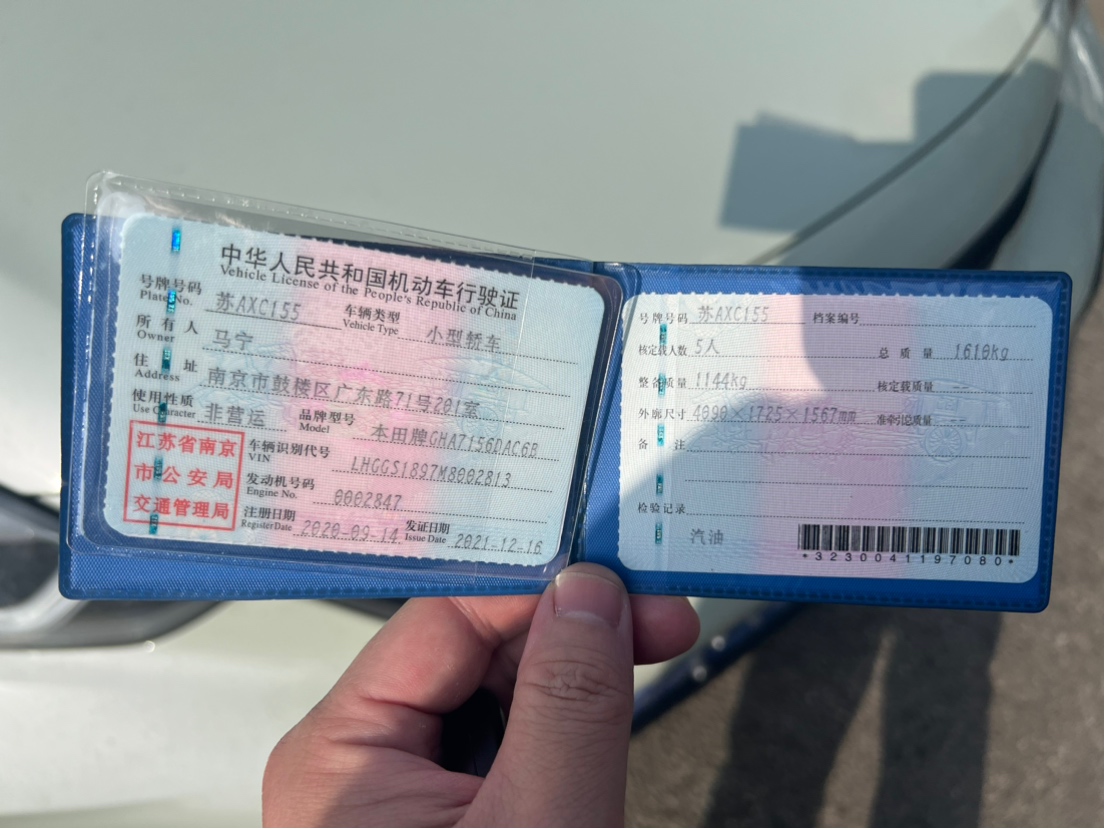 中华人民共和国机动车行驶证
Vehicle License of the People's Republic of China
号牌号码 苏AXC155 车辆类型 小型轿车
Plate No. Vehicle Type
所有人 马宁
Owner
住址 南京市鼓楼区广东路71号201室
Address
使用性质 非营运 品牌型号 本田牌GHA7156DAC6B
Use Character Model
江苏省南京
市公安局
交通管理局
车辆识别代号 LHGGS1897M8002813
VIN
发动机号码 0002847
Engine No.
注册日期 2020-09-14 发证日期 2021-12-16
Register Date Issue Date
号牌号码 苏AXC155 档案编号
核定载人数 5人 总质量 1610kg
整备质量 1144kg 核定载质量 --
外廓尺寸 4090×1725×1567mm 准牵引总质量 --
备注
检验记录
汽油
*3230041197080*